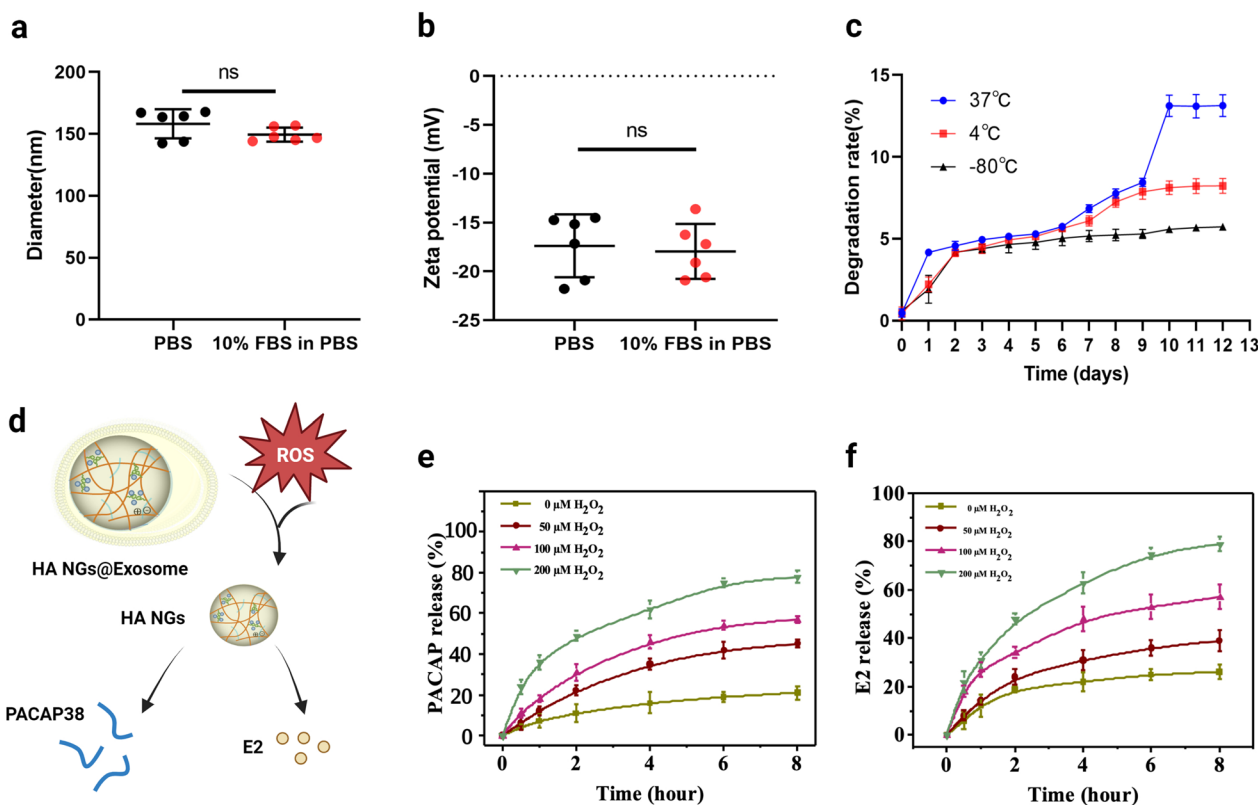 a
Diameter(nm)
200
150
100
50
0
ns
PBS
10% FBS in PBS
b
Zeta potential (mV)
0
-5
-10
-15
-20
-25
ns
PBS
10% FBS in PBS
c
Degradation rate(%)
15
10
5
0
37°C
4°C
-80°C
0 1 2 3 4 5 6 7 8 9 10 11 12 13
Time (days)
d
ROS
HA NGs@Exosome
HA NGs
PACAP38
E2
e
PACAP release (%)
100
80
60
40
20
0
0 μM H₂O₂
50 μM H₂O₂
100 μM H₂O₂
200 μM H₂O₂
0 2 4 6 8
Time (hour)
f
E2 release (%)
100
80
60
40
20
0
0 μM H₂O₂
50 μM H₂O₂
100 μM H₂O₂
200 μM H₂O₂
0 2 4 6 8
Time (hour)